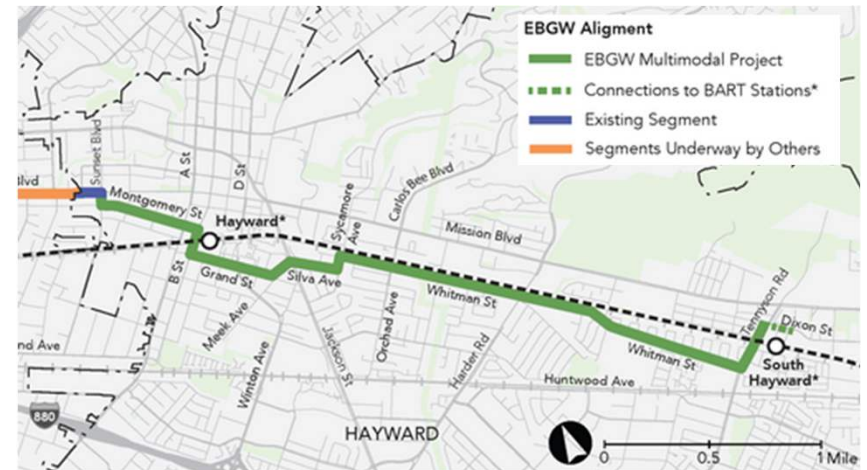 EBGW Aligment
EBGW Multimodal Project
Connections to BART Stations*
Existing Segment
Segments Underway by Others
Sunset Blvd
A St
D St
lvd
Montgomery St
Hayward*
Sycamore
Ave
Carlos Bee Blvd
Mission Blvd
B St
Grand St
Silva Ave
Whitman St
Tennyson Rd
Dixon St
Meek Ave
Orchad Ave
nd Ave
Winton Ave
Jackson St
Harder Rd
Whitman St
South
Hayward*
Huntwood Ave
880
HAYWARD
0 0.5 1 Mile